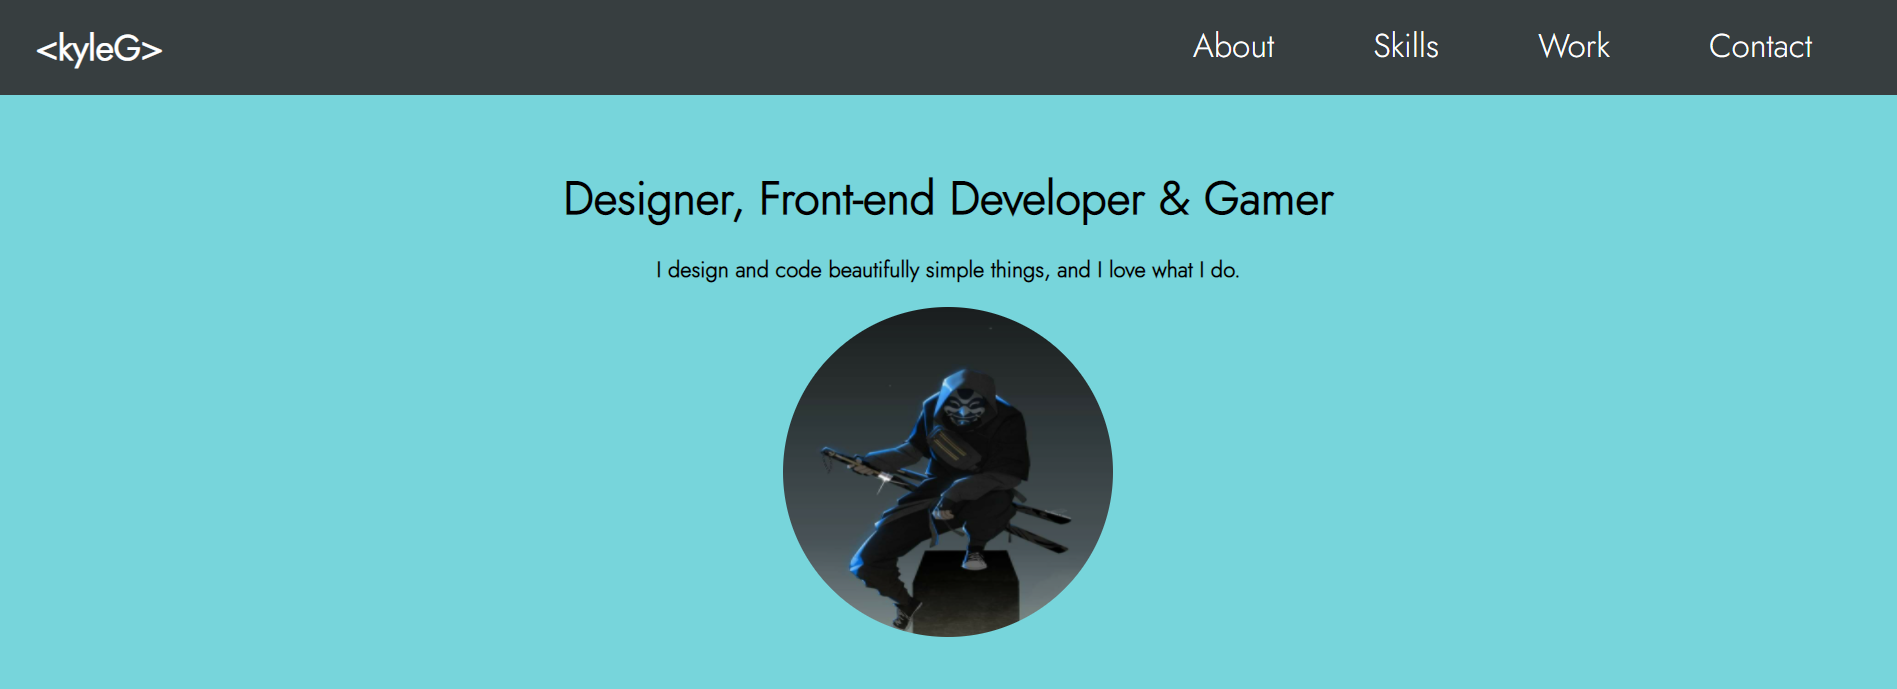 <kyleG>
About Skills Work Contact
Designer, Front-end Developer & Gamer
I design and code beautifully simple things, and I love what I do.